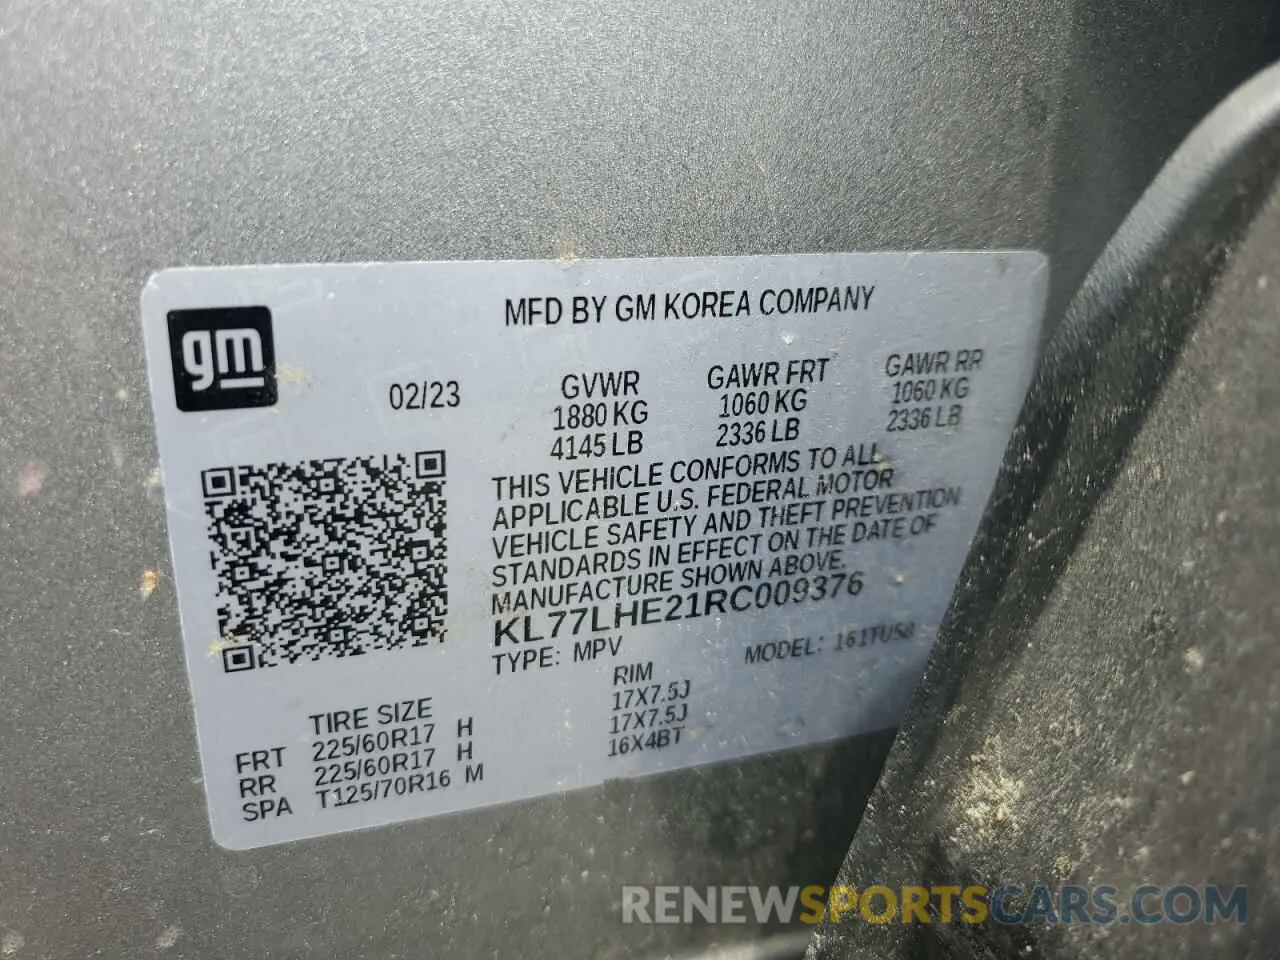 gm
MFD BY GM KOREA COMPANY
02/23
GVWR
1880 KG
4145 LB
GAWR FRT
1060 KG
2336 LB
GAWR RR
1060 KG
2336 LB
THIS VEHICLE CONFORMS TO ALL
APPLICABLE U.S. FEDERAL MOTOR
VEHICLE SAFETY AND THEFT PREVENTION
STANDARDS IN EFFECT ON THE DATE OF
MANUFACTURE SHOWN ABOVE.
KL77LHE21RC009376
TYPE: MPV
MODEL: 161TUS8
TIRE SIZE RIM
FRT 225/60R17 H 17X7.5J
RR 225/60R17 H 17X7.5J
SPA T125/70R16 M 16X4BT
RENEWSPORTSCARS.COM